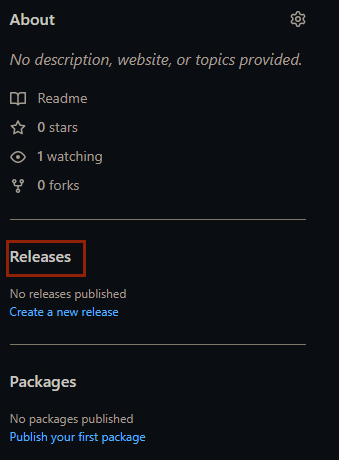 About
No description, website, or topics provided.
Readme
0 stars
1 watching
0 forks
Releases
No releases published
Create a new release
Packages
No packages published
Publish your first package